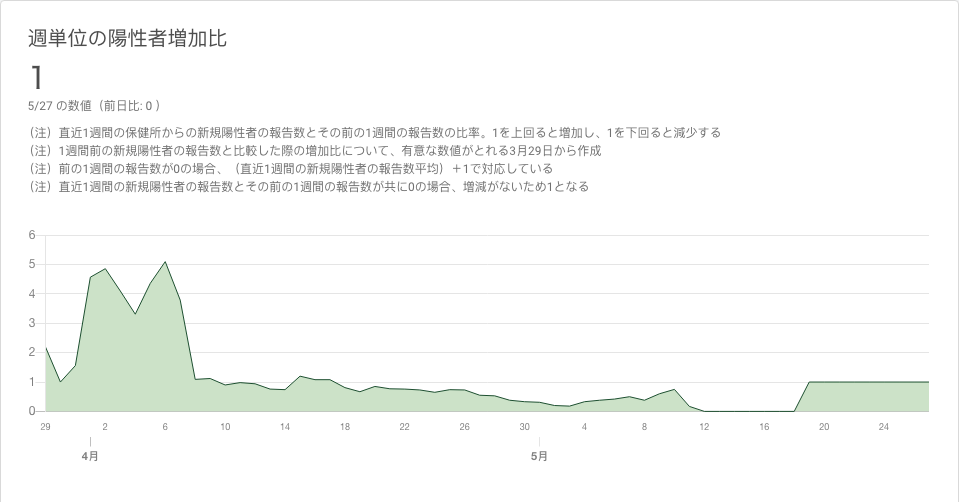 週単位の陽性者増加比
1
5/27 の数値（前日比: 0 ）
（注）直近1週間の保健所からの新規陽性者の報告数とその前の1週間の報告数の比率。1を上回ると増加し、1を下回ると減少する
（注）1週間前の新規陽性者の報告数と比較した際の増加比について、有意な数値がとれる3月29日から作成
（注）前の1週間の報告数が0の場合、（直近1週間の新規陽性者の報告数平均）＋1で対応している
（注）直近1週間の新規陽性者の報告数とその前の1週間の報告数が共に0の場合、増減がないため1となる
6
5
4
3
2
1
0
29 2 6 10 14 18 22 26 30 4 8 12 16 20 24
4月 5月